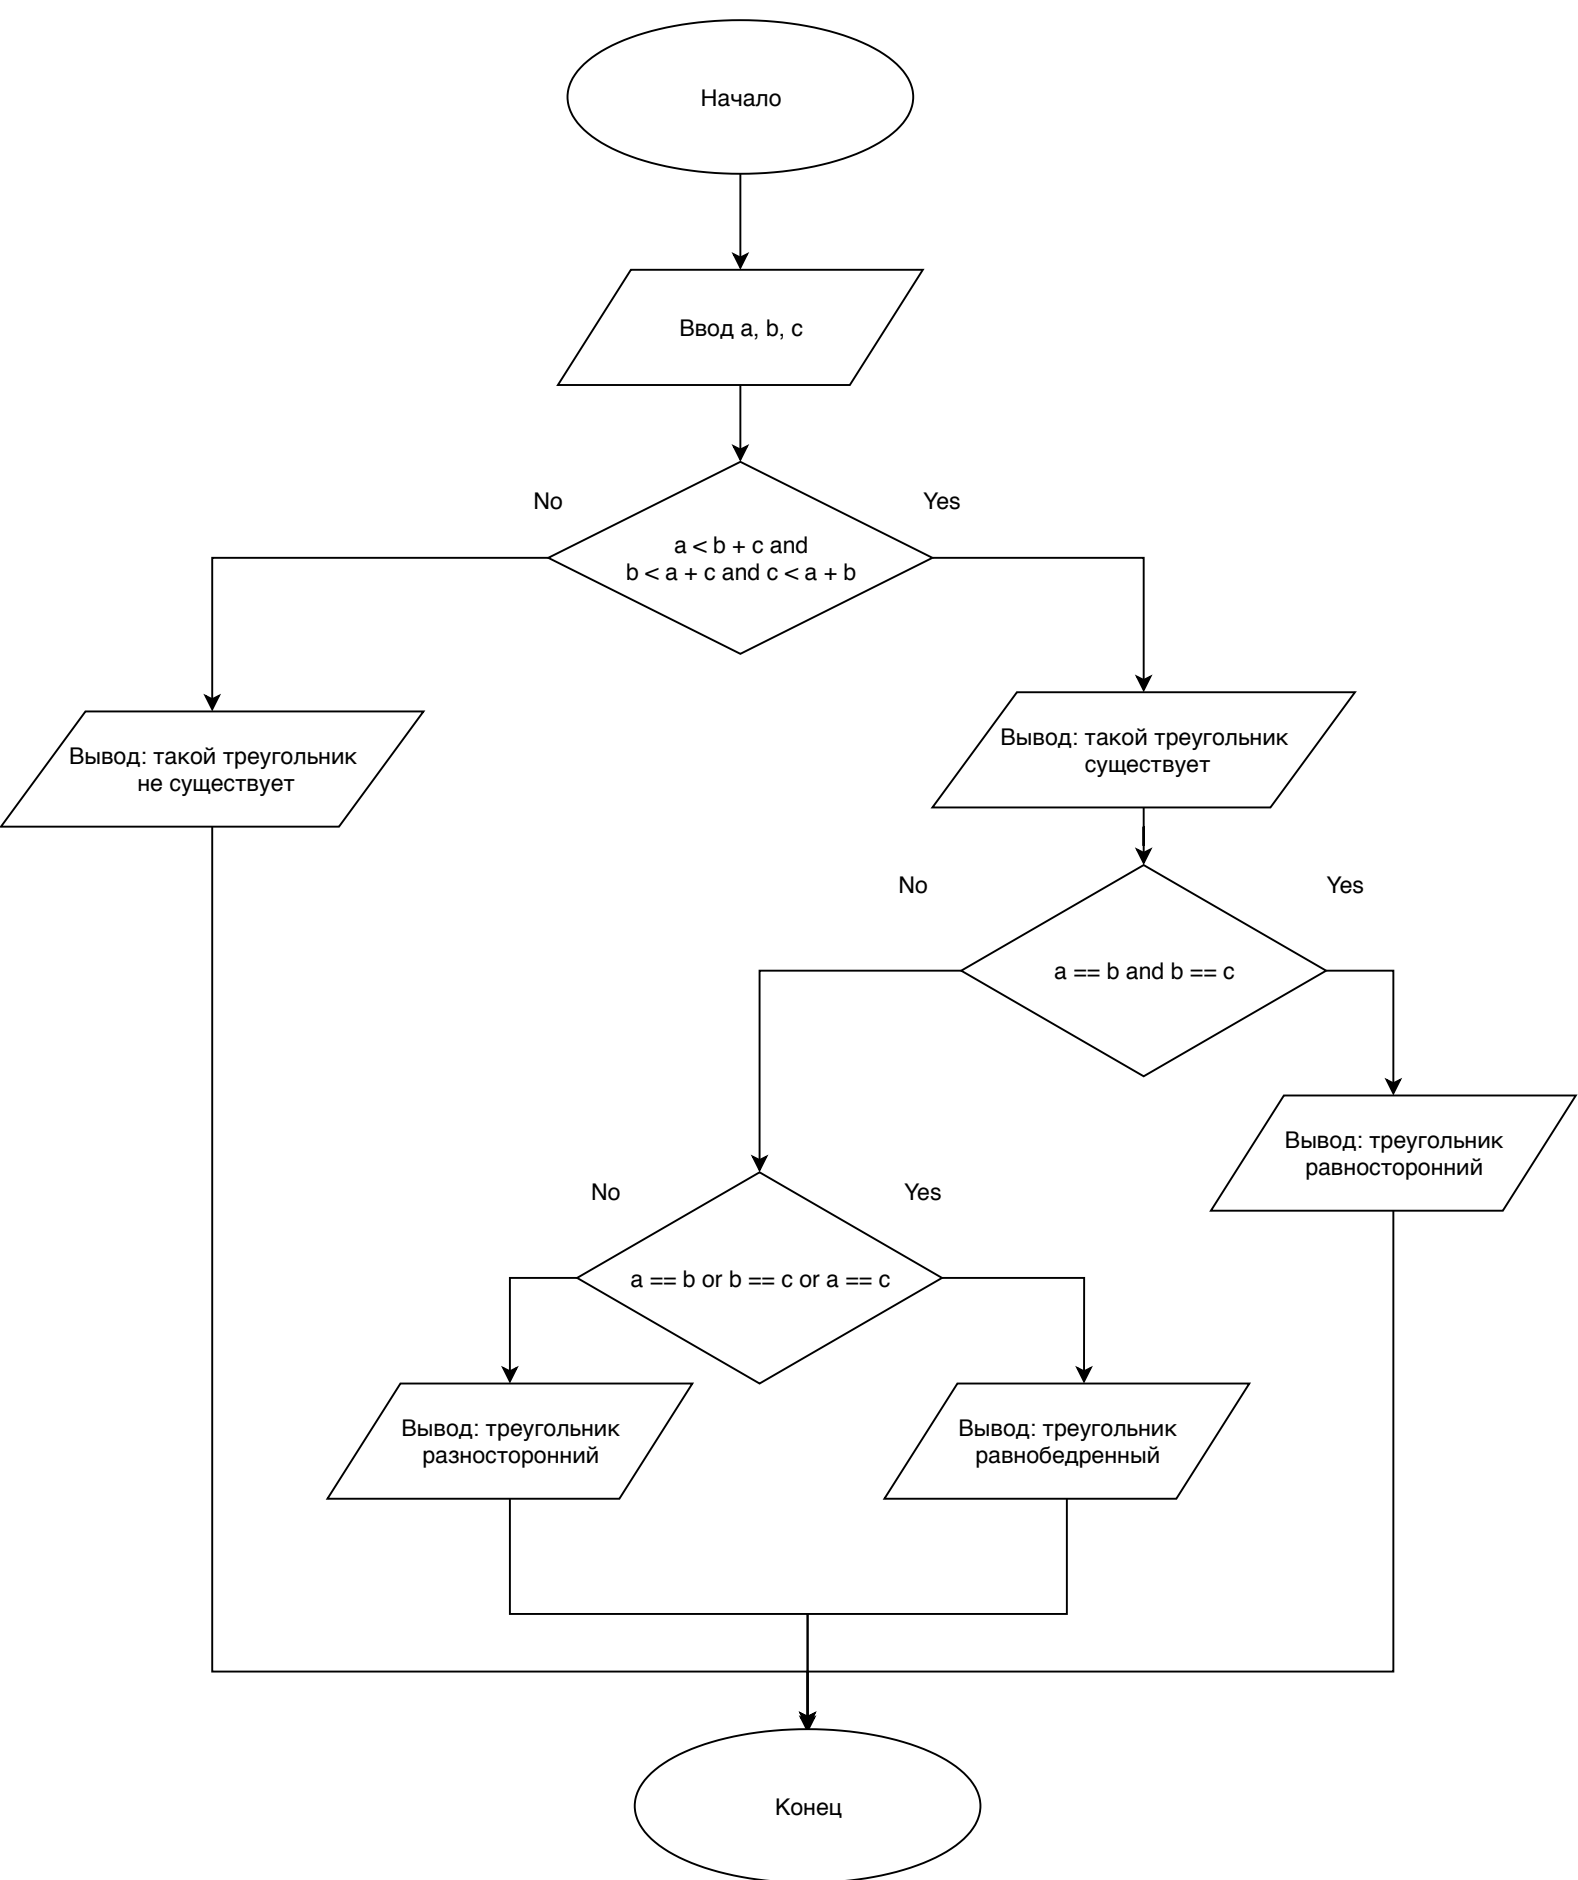 Начало
Ввод a, b, c
No
Yes
a < b + c and
b < a + c and c < a + b
Вывод: такой треугольник
не существует
Вывод: такой треугольник
существует
No
Yes
a == b and b == c
Вывод: треугольник
равносторонний
No
Yes
a == b or b == c or a == c
Вывод: треугольник
разносторонний
Вывод: треугольник
равнобедренный
Конец